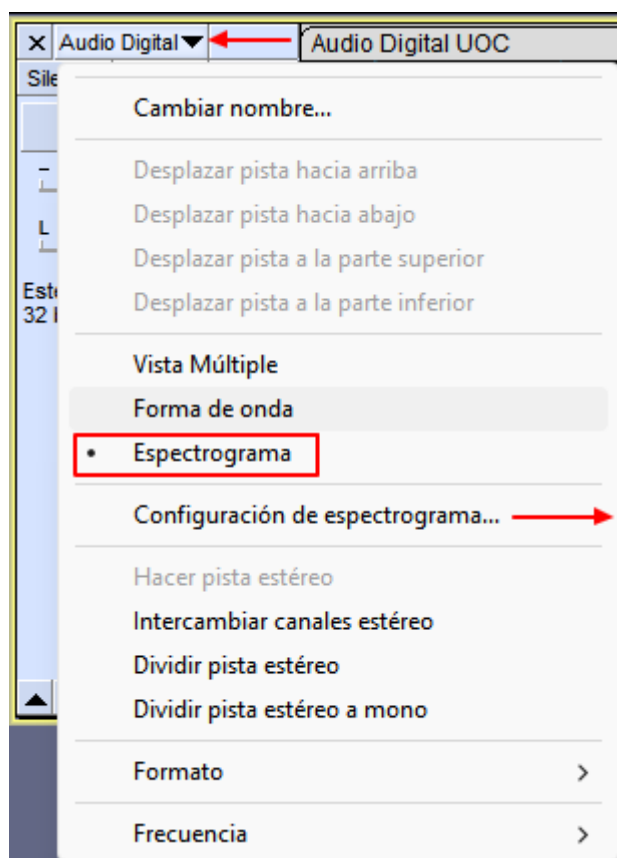 Audio Digital
Audio Digital UOC
Cambiar nombre...
Desplazar pista hacia arriba
Desplazar pista hacia abajo
Desplazar pista a la parte superior
Desplazar pista a la parte inferior
L
32
Vista Múltiple
Forma de onda
Espectrograma
Configuración de espectrograma...
Hacer pista estéreo
Intercambiar canales estéreo
Dividir pista estéreo
Dividir pista estéreo a mono
Formato
Frecuencia